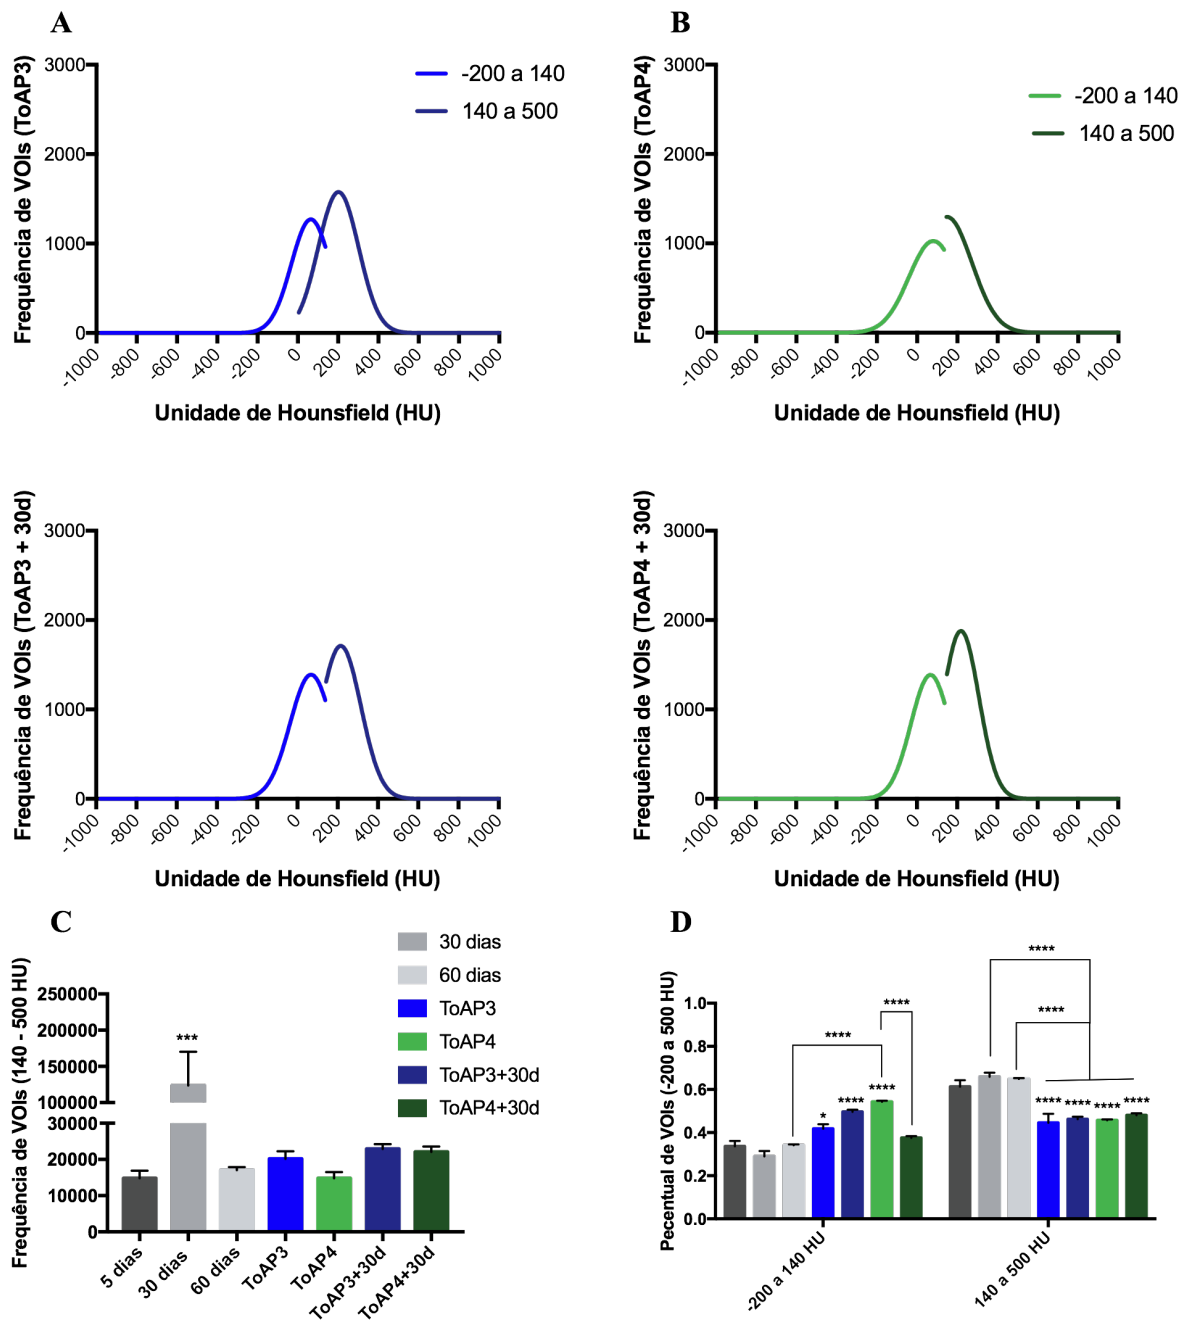 A
Frequência de VOIs (ToAP3)
3000
2000
1000
0
-200 a 140
140 a 500
-1000 -800 -600 -400 -200 0 200 400 600 800 1000
Unidade de Hounsfield (HU)
B
Frequência de VOIs (ToAP4)
3000
2000
1000
0
-200 a 140
140 a 500
-1000 -800 -600 -400 -200 0 200 400 600 800 1000
Unidade de Hounsfield (HU)
Frequência de VOIs (ToAP3 + 30d)
3000
2000
1000
0
-1000 -800 -600 -400 -200 0 200 400 600 800 1000
Unidade de Hounsfield (HU)
Frequência de VOIs (ToAP4 + 30d)
3000
2000
1000
0
-1000 -800 -600 -400 -200 0 200 400 600 800 1000
Unidade de Hounsfield (HU)
C
Frequência de VOIs (140 - 500 HU)
30 dias
60 dias
ToAP3
ToAP4
ToAP3+30d
ToAP4+30d
250000
200000
150000
100000
30000
20000
10000
0
***
5 dias 30 dias 60 dias ToAP3 ToAP4 ToAP3+30d ToAP4+30d
D
Pecentual de VOIs (-200 a 500 HU)
1.0
0.8
0.6
0.4
0.2
0.0
****
****
****
****
* **** ****
**** **** **** ****
-200 a 140 HU 140 a 500 HU